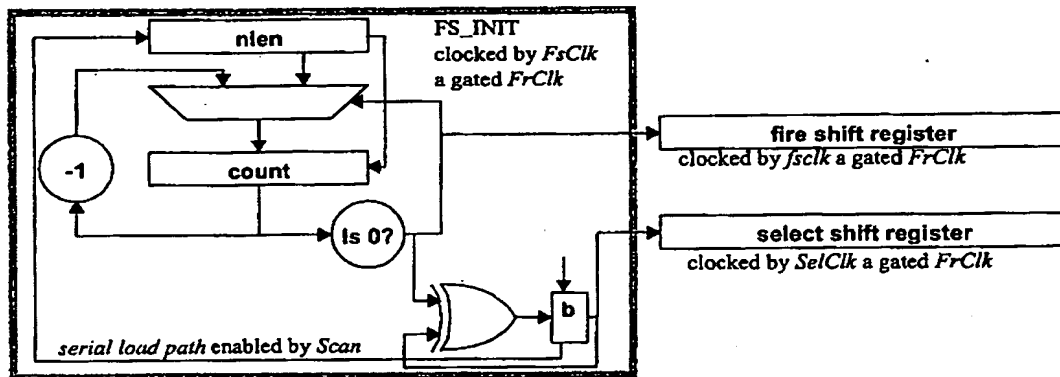 nlen
FS_INIT
clocked by FsClk
a gated FrClk
-1
count
Is 0?
b
serial load path enabled by Scan
fire shift register
clocked by fsclk a gated FrClk
select shift register
clocked by SelClk a gated FrClk